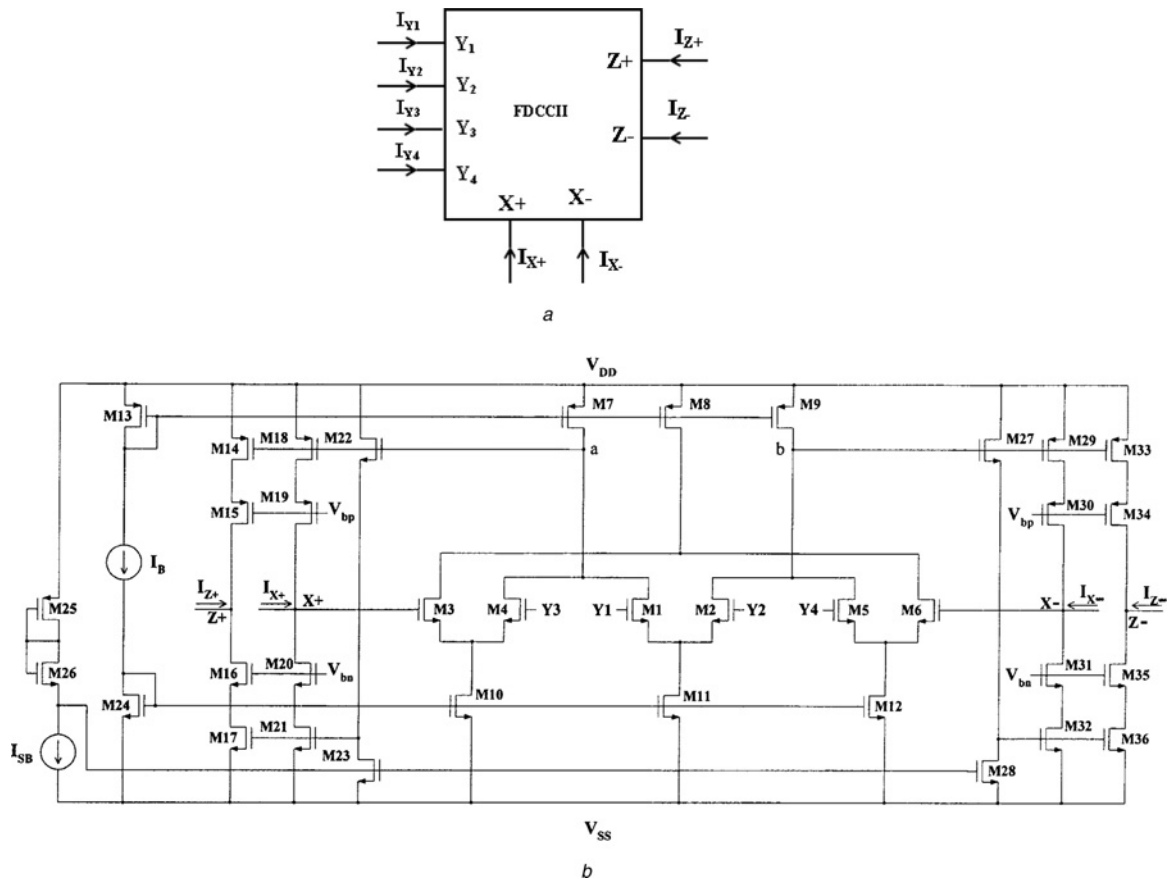 I_Y1
Y_1
I_Y2
Y_2
I_Y3
Y_3
I_Y4
Y_4
FDCCII
Z+
I_Z+
Z-
I_Z-
X+
X-
I_X+
I_X-
a
V_DD
M13
M7
M8
M9
M14
M18
M22
a
b
M27
M29
M33
M15
M19
V_bp
V_bp
M30
M34
I_B
M25
I_Z+
Z+
I_X+
X+
M3
M4
Y3
Y1
M1
M2
Y2
Y4
M5
M6
X-
I_X-
I_Z-
Z-
M26
M16
M20
V_bn
V_bn
M31
M35
M24
M10
M11
M12
I_SB
M17
M21
M23
M28
M32
M36
V_SS
b